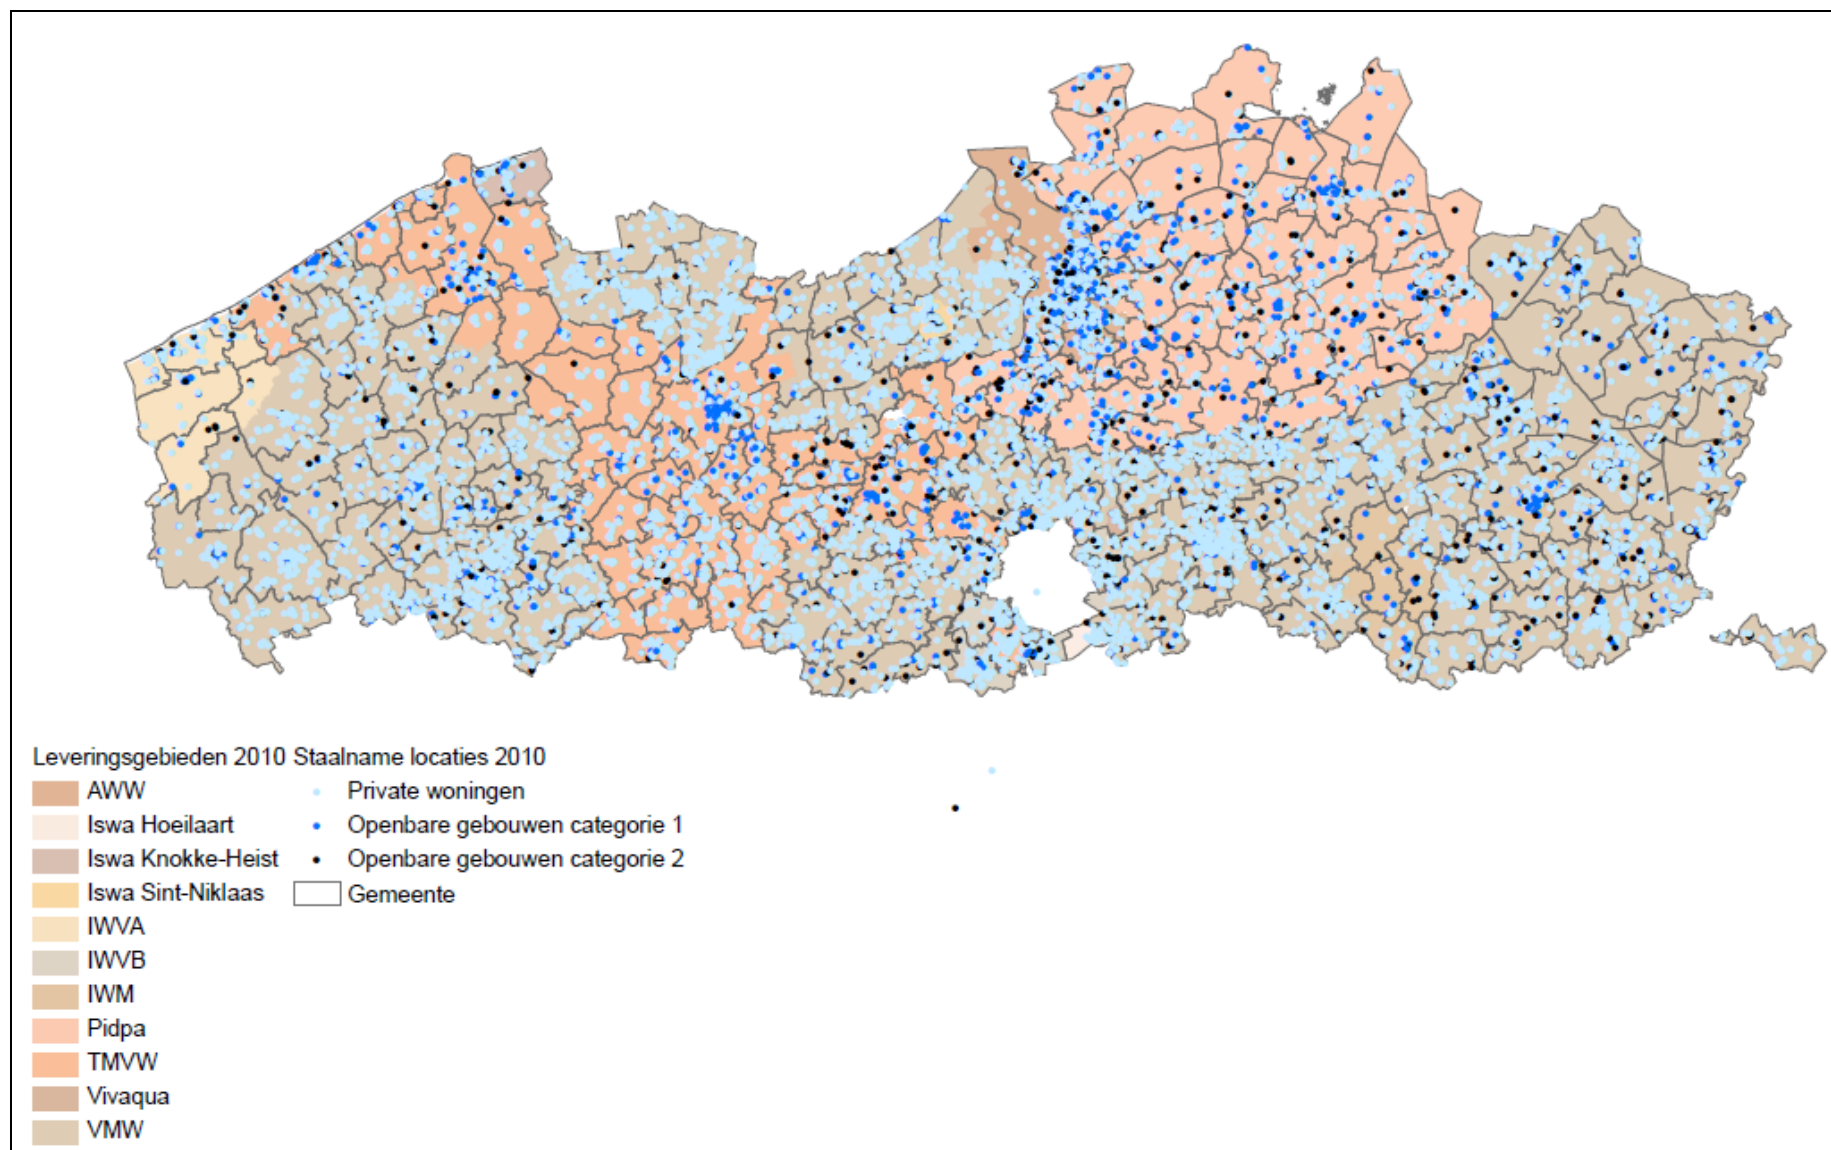 Leveringsgebieden 2010 Staalname locaties 2010
AWW Private woningen
Iswa Hoeilaart Openbare gebouwen categorie 1
Iswa Knokke-Heist Openbare gebouwen categorie 2
Iswa Sint-Niklaas Gemeente
IWVA
IWVB
IWM
Pidpa
TMVW
Vivaqua
VMW